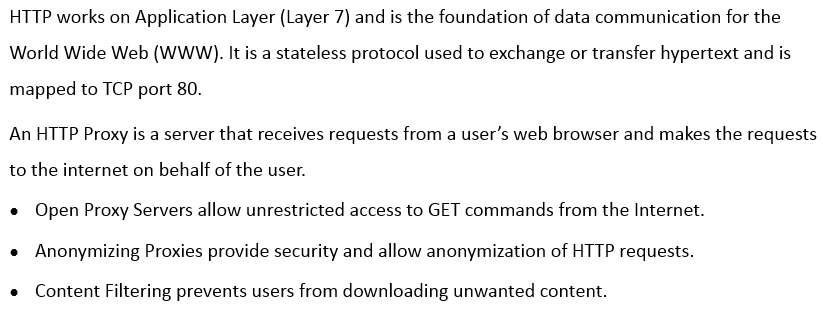 HTTP works on Application Layer (Layer 7) and is the foundation of data communication for the
World Wide Web (WWW). It is a stateless protocol used to exchange or transfer hypertext and is
mapped to TCP port 80.
An HTTP Proxy is a server that receives requests from a user’s web browser and makes the requests
to the internet on behalf of the user.
• Open Proxy Servers allow unrestricted access to GET commands from the Internet.
• Anonymizing Proxies provide security and allow anonymization of HTTP requests.
• Content Filtering prevents users from downloading unwanted content.